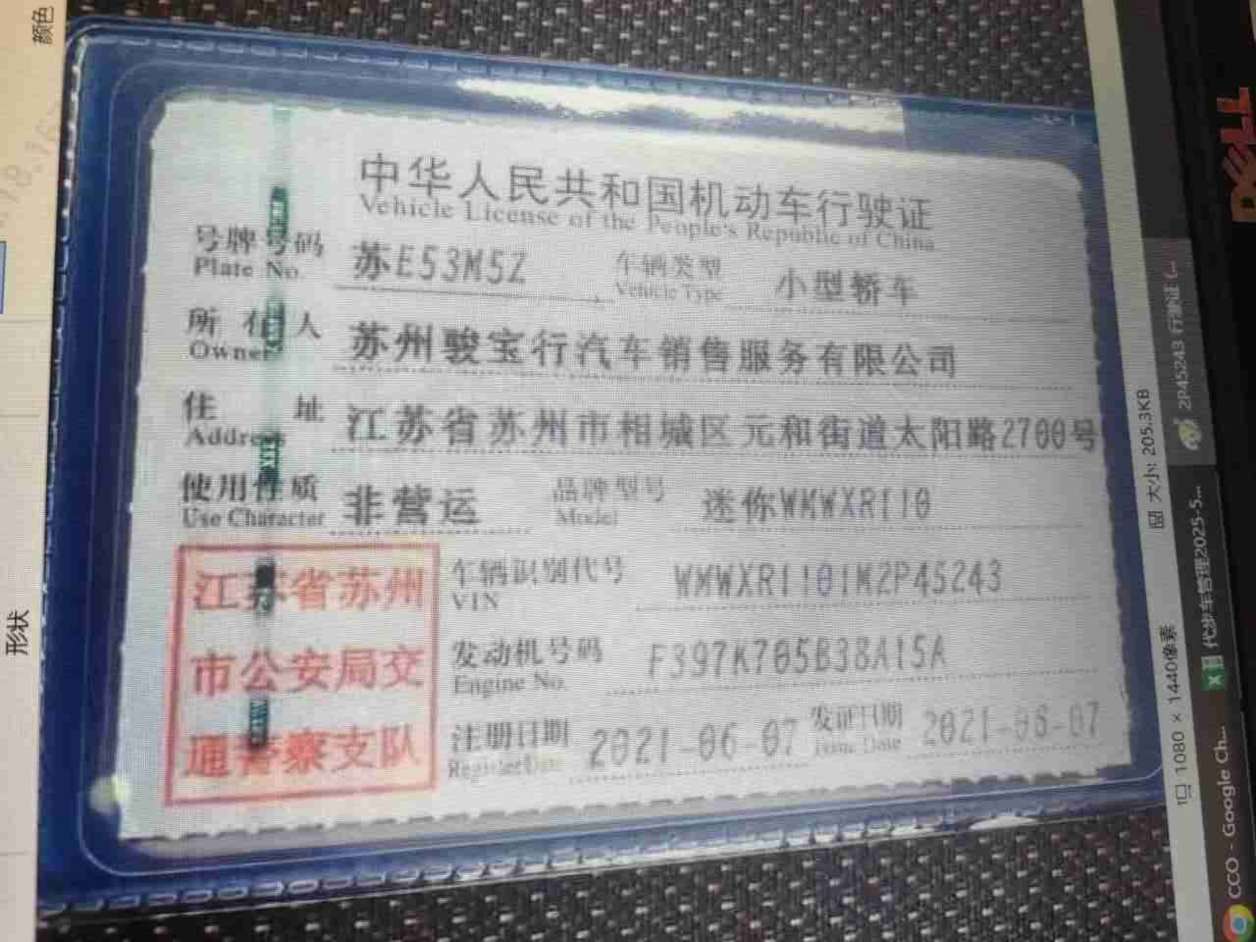 中华人民共和国机动车行驶证
Vehicle License of the People's Republic of China
号牌号码 苏E53M5Z 车辆类型 小型轿车
Plate No. Vehicle Type
所有人 苏州骏宝行汽车销售服务有限公司
Owner
住址 江苏省苏州市相城区元和街道太阳路2700号
Address
使用性质 非营运 品牌型号 迷你WMWXR110
Use Character Model
江苏省苏州
市公安局交
通警察支队
车辆识别代号 WMWXR1101M2P45243
VIN
发动机号码 F397K705B38A15A
Engine No.
注册日期 2021-06-07 发证日期
Register Date Issue Date
颜色
形状
大小: 205.3KB
1080 × 1440像素
2P45243 行驶证 (...
代步车管理2025-5...
CCO - Google Ch...
DELL